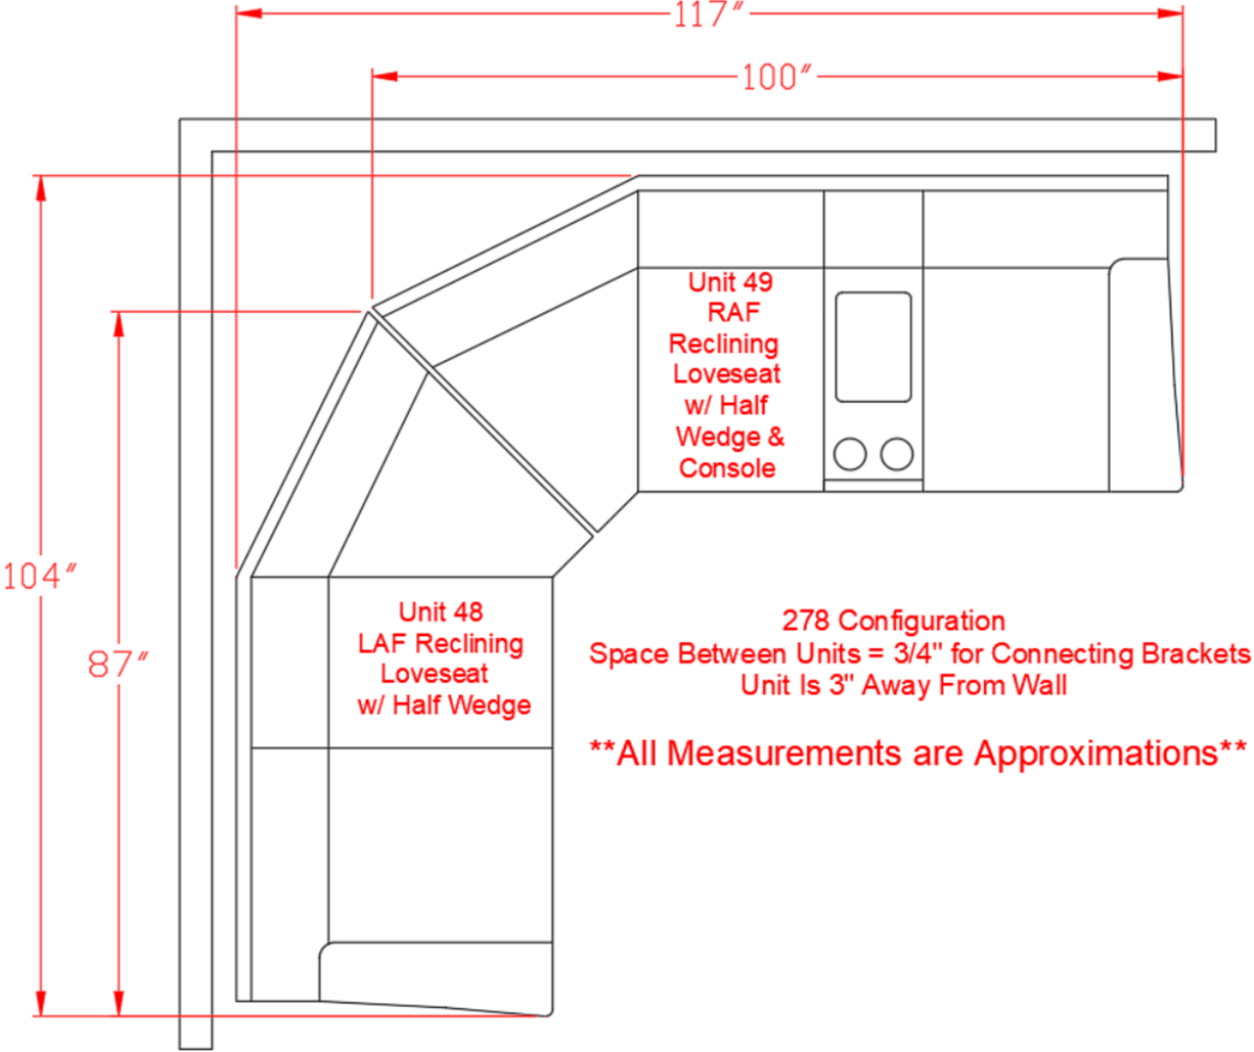 117"
100"
Unit 49
RAF
Reclining
Loveseat
w/ Half
Wedge &
Console
104"
87"
Unit 48
LAF Reclining
Loveseat
w/ Half Wedge
278 Configuration
Space Between Units = 3/4" for Connecting Brackets
Unit Is 3" Away From Wall
**All Measurements are Approximations**